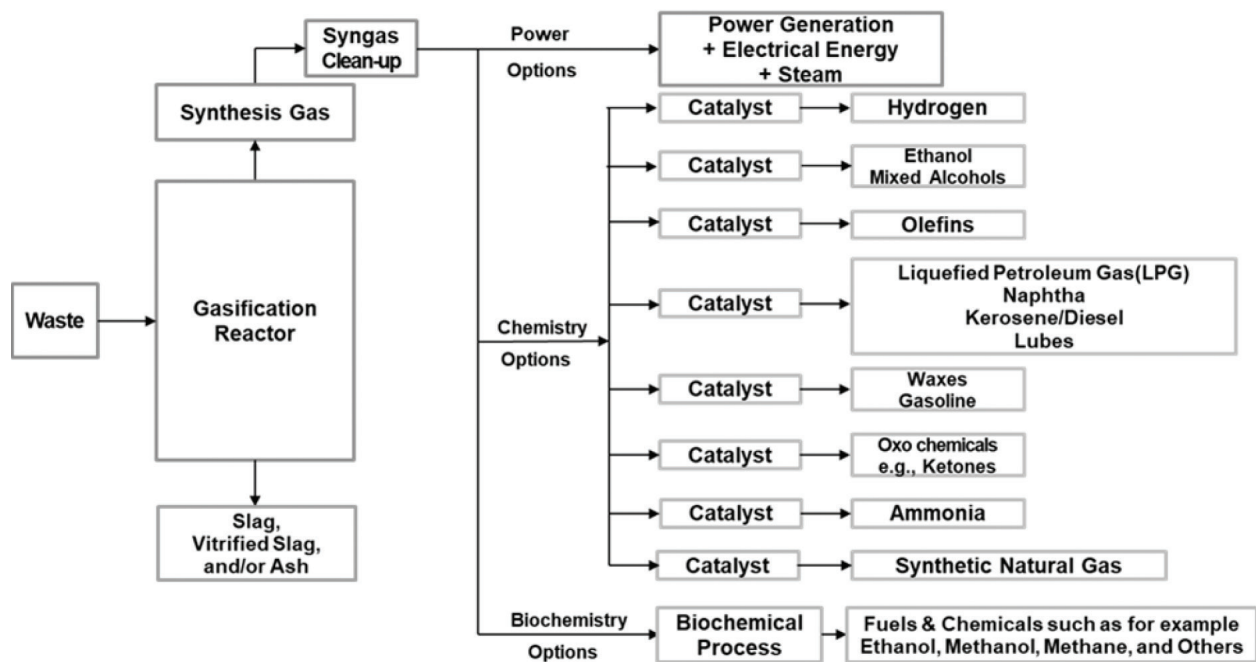 Syngas
Clean-up
Power
Options
Power Generation
+ Electrical Energy
+ Steam
Synthesis Gas
Catalyst
Hydrogen
Catalyst
Ethanol
Mixed Alcohols
Catalyst
Olefins
Waste
Gasification
Reactor
Chemistry
Options
Catalyst
Liquefied Petroleum Gas(LPG)
Naphtha
Kerosene/Diesel
Lubes
Catalyst
Waxes
Gasoline
Catalyst
Oxo chemicals
e.g., Ketones
Slag,
Vitrified Slag,
and/or Ash
Catalyst
Ammonia
Catalyst
Synthetic Natural Gas
Biochemistry
Options
Biochemical
Process
Fuels & Chemicals such as for example
Ethanol, Methanol, Methane, and Others